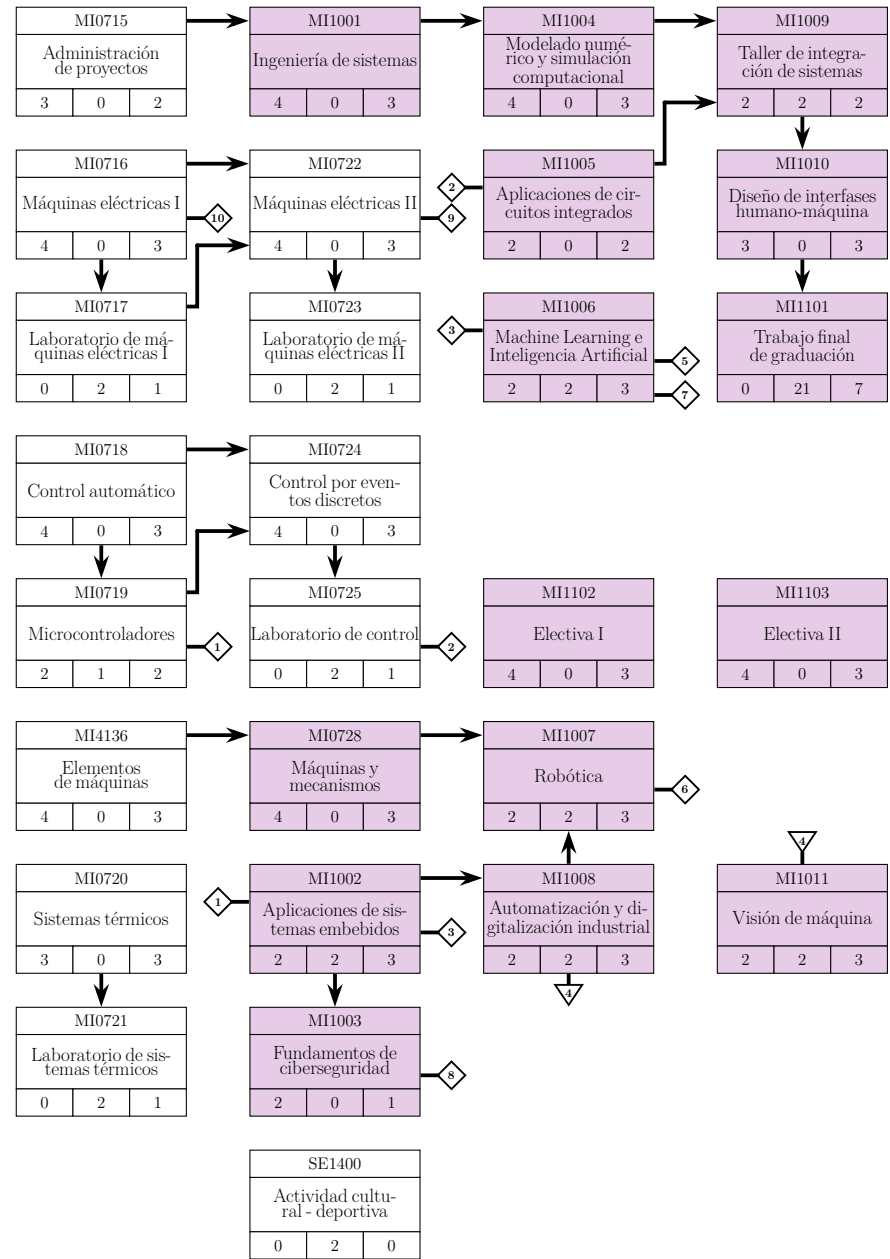 MI0715
Administración
de proyectos
3 0 2
MI1001
Ingeniería de sistemas
4 0 3
MI1004
Modelado numé-
rico y simulación
computacional
4 0 3
MI1009
Taller de integra-
ción de sistemas
2 2 2
MI0716
Máquinas eléctricas I
4 0 3
10
MI0722
Máquinas eléctricas II
4 0 3
9
2
MI1005
Aplicaciones de cir-
cuitos integrados
2 0 2
MI1010
Diseño de interfases
humano-máquina
3 0 3
MI0717
Laboratorio de má-
quinas eléctricas I
0 2 1
MI0723
Laboratorio de má-
quinas eléctricas II
0 2 1
3
MI1006
Machine Learning e
Inteligencia Artificial
2 2 3
5
7
MI1101
Trabajo final
de graduación
0 21 7
MI0718
Control automático
4 0 3
MI0724
Control por even-
tos discretos
4 0 3
MI0719
Microcontroladores
2 1 2
1
MI0725
Laboratorio de control
0 2 1
2
MI1102
Electiva I
4 0 3
MI1103
Electiva II
4 0 3
MI4136
Elementos
de máquinas
4 0 3
MI0728
Máquinas y
mecanismos
4 0 3
MI1007
Robótica
2 2 3
6
MI0720
Sistemas térmicos
3 0 3
1
MI1002
Aplicaciones de sis-
temas embebidos
2 2 3
3
MI1008
Automatización y di-
gitalización industrial
2 2 3
4
4
MI1011
Visión de máquina
2 2 3
MI0721
Laboratorio de sis-
temas térmicos
0 2 1
MI1003
Fundamentos de
ciberseguridad
2 0 1
8
SE1400
Actividad cultu-
ral - deportiva
0 2 0